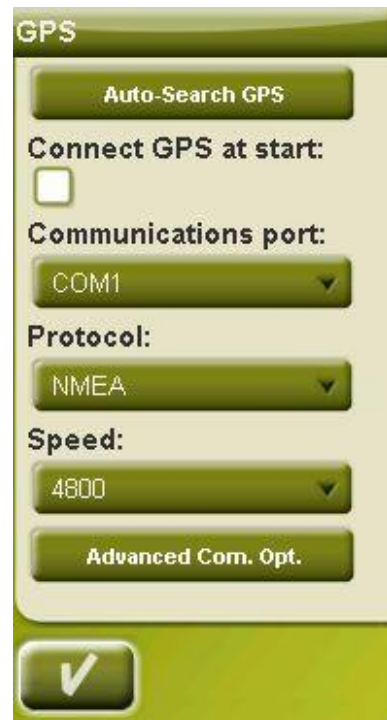 GPS
Auto-Search GPS
Connect GPS at start:
Communications port:
COM1
Protocol:
NMEA
Speed:
4800
Advanced Com. Opt.